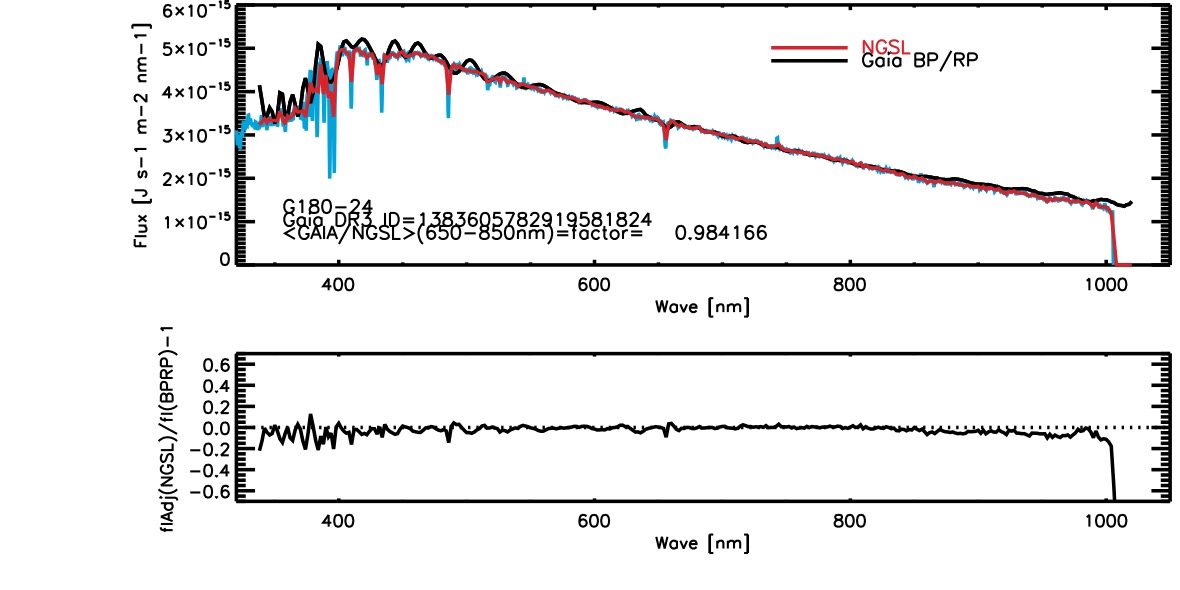 6×10−15
5×10−15
4×10−15
3×10−15
2×10−15
1×10−15
0
Flux [J s−1 m−2 nm−1]
NGSL
Gaia BP/RP
G180−24
Gaia DR3 ID=1383605782919581824
<GAIA/NGSL>(650−850nm)=factor= 0.984166
400 600 800 1000
Wave [nm]
flAdj(NGSL)/fl(BPRP)−1
0.6
0.4
0.2
0.0
−0.2
−0.4
−0.6
400 600 800 1000
Wave [nm]